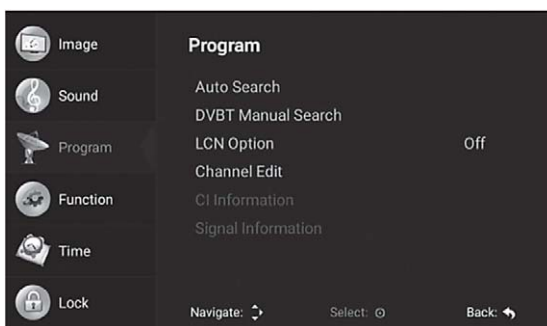 Image
Sound
Program
Function
Time
Lock
Program
Auto Search
DVBT Manual Search
LCN Option Off
Channel Edit
CI Information
Signal Information
Navigate: Select: Back: